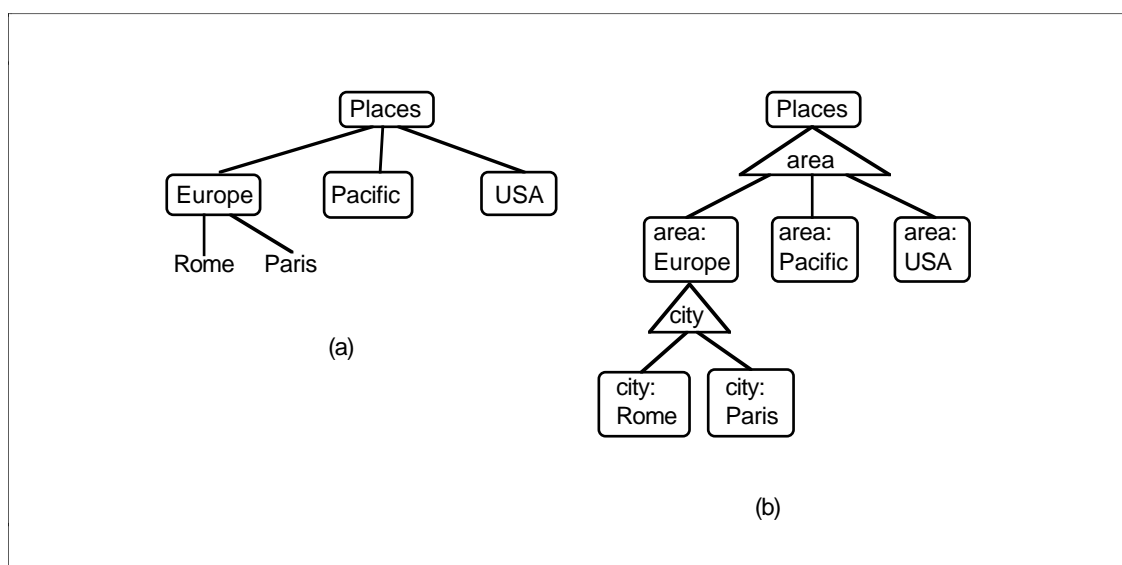 Places
Europe
Pacific
USA
Rome
Paris
(a)
Places
area
area:
Europe
area:
Pacific
area:
USA
city
city:
Rome
city:
Paris
(b)